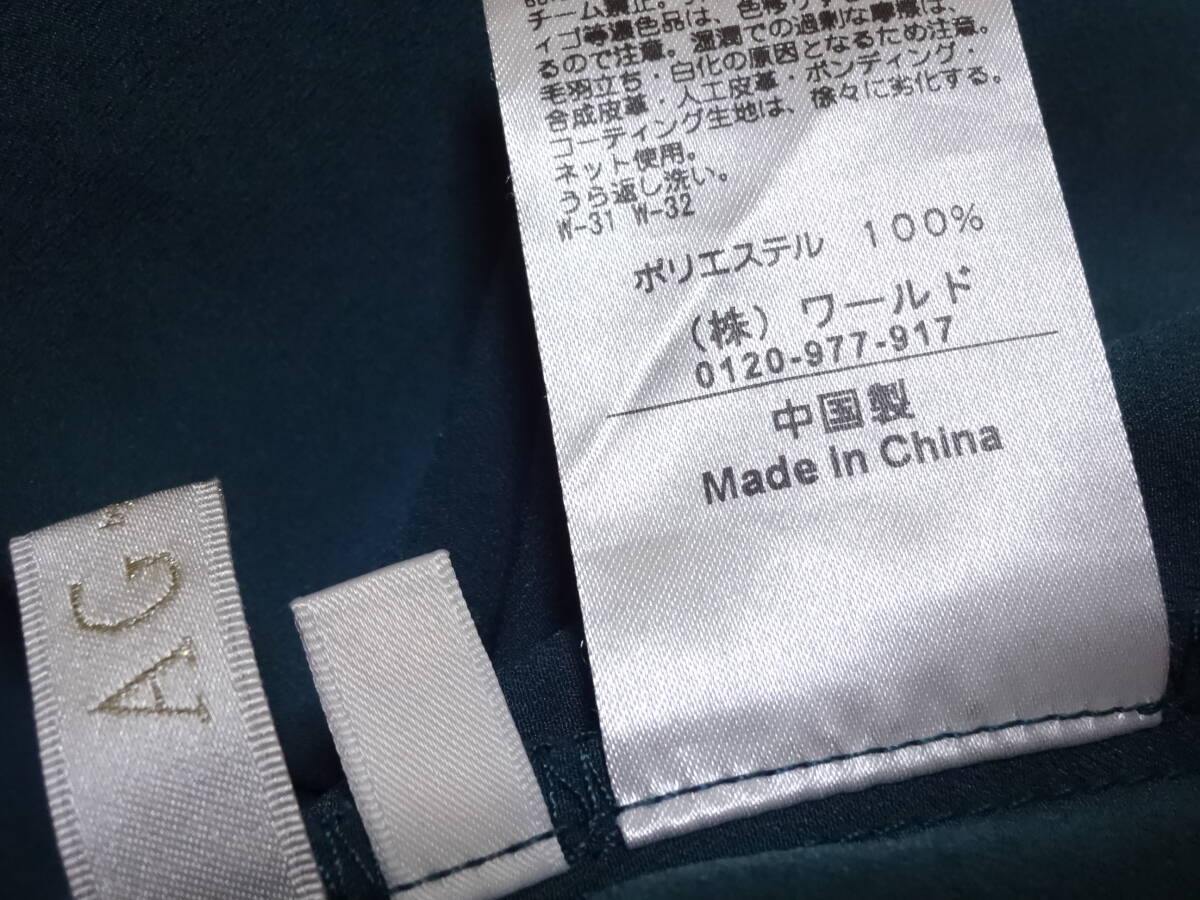 チーム禁止。
ィゴ等濃色品は、色移りする
るので注意。湿潤での過剰な摩擦は、
毛羽立ち・白化の原因となるため注意。
合成皮革・人工皮革・ボンディング・
コーティング生地は、徐々に劣化する。
ネット使用。
うら返し洗い。
W-31 W-32
ポリエステル 100%
(株) ワールド
0120-977-917
中国製
Made in China
AG